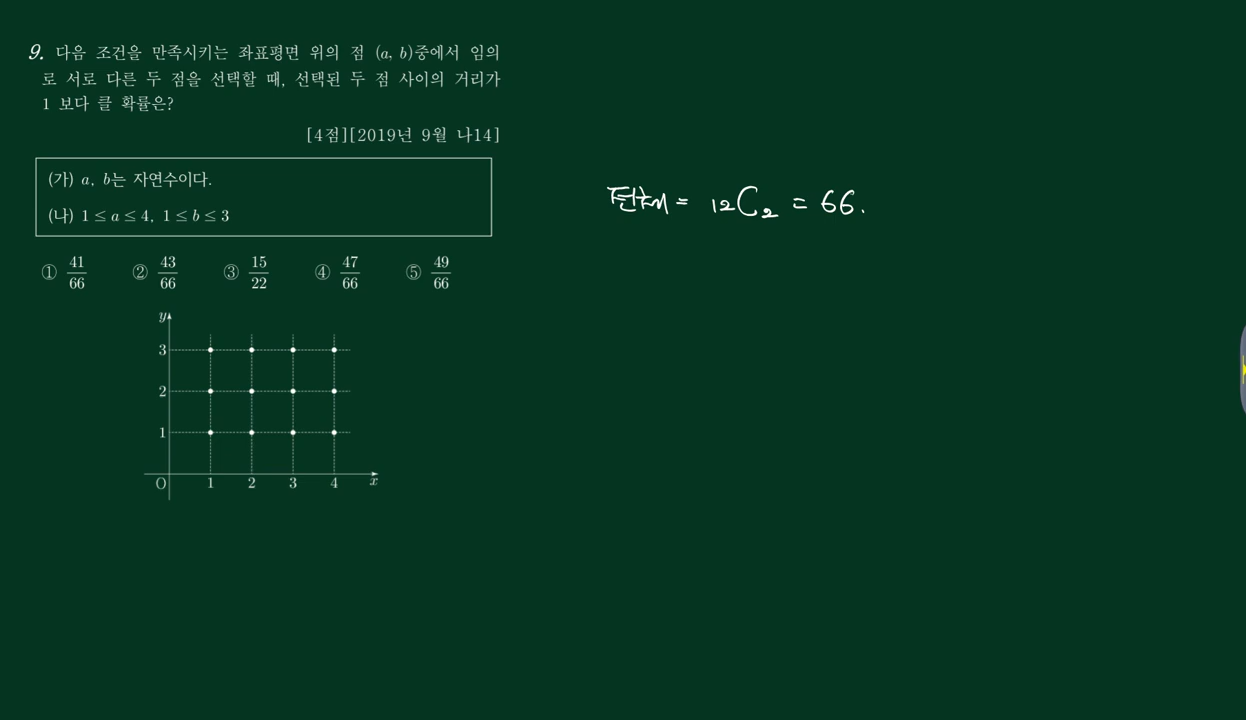 9. 다음 조건을 만족시키는 좌표평면 위의 점 (a, b)중에서 임의
로 서로 다른 두 점을 선택할 때, 선택된 두 점 사이의 거리가
1 보다 클 확률은?
[4점][2019년 9월 나14]
(가) a, b는 자연수이다.
(나) 1 ≤ a ≤ 4, 1 ≤ b ≤ 3
① 41/66 ② 43/66 ③ 15/22 ④ 47/66 ⑤ 49/66
y
3
2
1
O 1 2 3 4 x
전체 = ₁₂C₂ = 66.